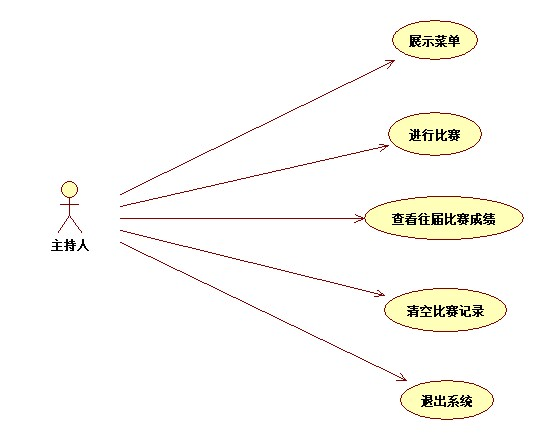 展示菜单
进行比赛
查看往届比赛成绩
主持人
清空比赛记录
退出系统